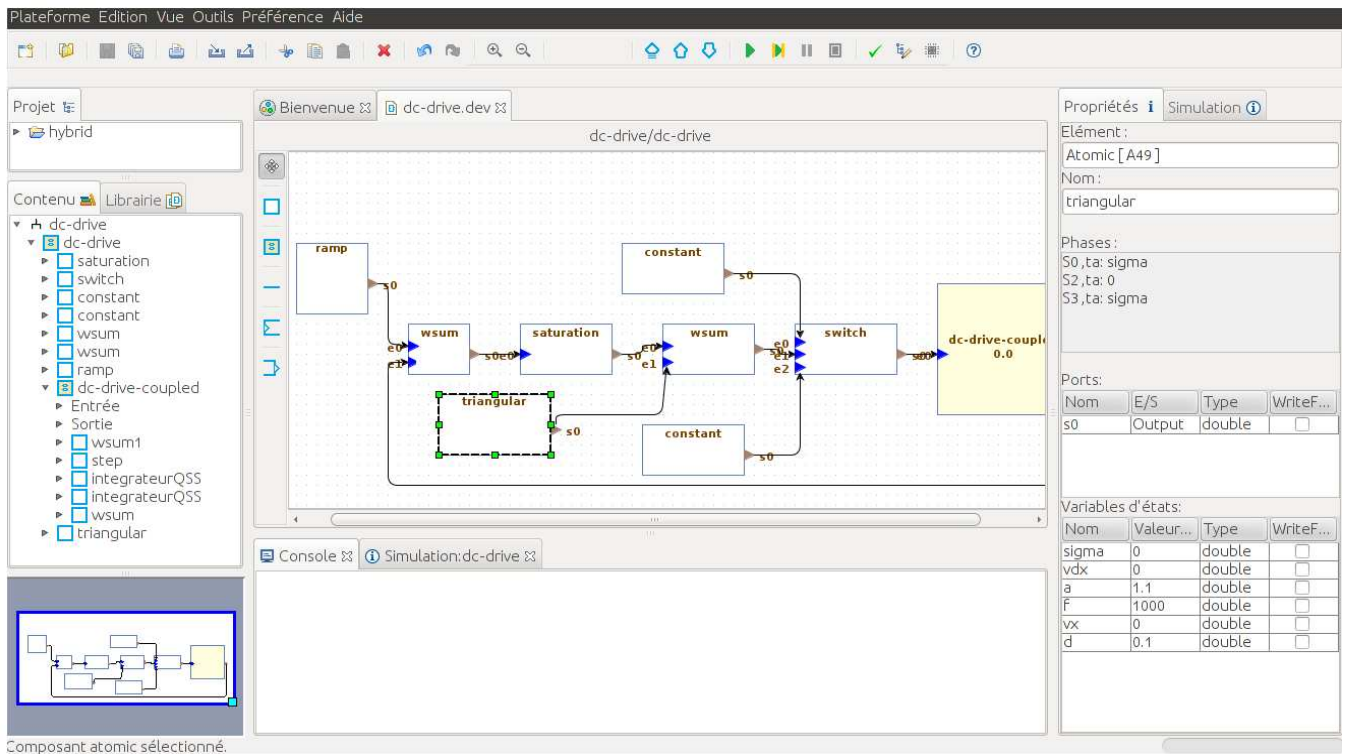 Plateforme Edition Vue Outils Préférence Aide
Projet
hybrid
Contenu Librairie
dc-drive
dc-drive
saturation
switch
constant
constant
wsum
wsum
ramp
dc-drive-coupled
Entrée
Sortie
wsum1
step
integrateurQSS
integrateurQSS
wsum
triangular
Bienvenue dc-drive.dev
dc-drive/dc-drive
ramp
s0
constant
s0
wsum
e0
e1
s0
saturation
e0
s0
wsum
e0
e1
s0
switch
e0
e1
e2
s0
dc-drive-couple
0.0
triangular
s0
constant
s0
Console Simulation:dc-drive
Propriétés Simulation
Elément :
Atomic [ A49 ]
Nom :
triangular
Phases :
S0 ,ta: sigma
S2 ,ta: 0
S3 ,ta: sigma
Ports:
Nom E/S Type WriteF...
s0 Output double
Variables d'états:
Nom Valeur... Type WriteF...
sigma 0 double
vdx 0 double
a 1.1 double
f 1000 double
vx 0 double
d 0.1 double
Composant atomic sélectionné.